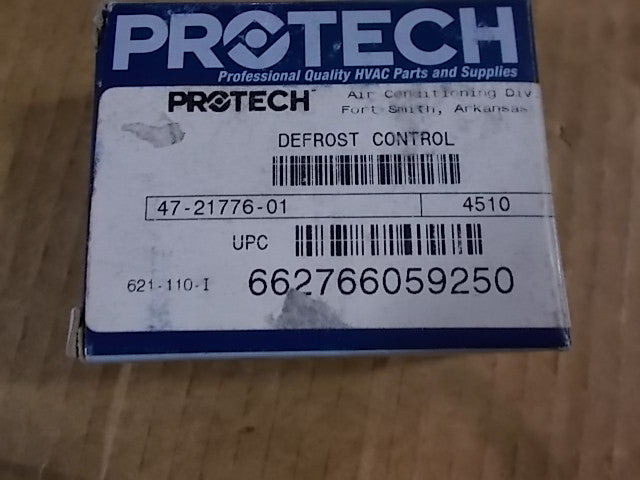 PROTECH
Professional Quality HVAC Parts and Supplies
PROTECH™ Air Conditioning Div
Fort Smith, Arkansas
DEFROST CONTROL
47-21776-01 4510
UPC
621-110-I 662766059250